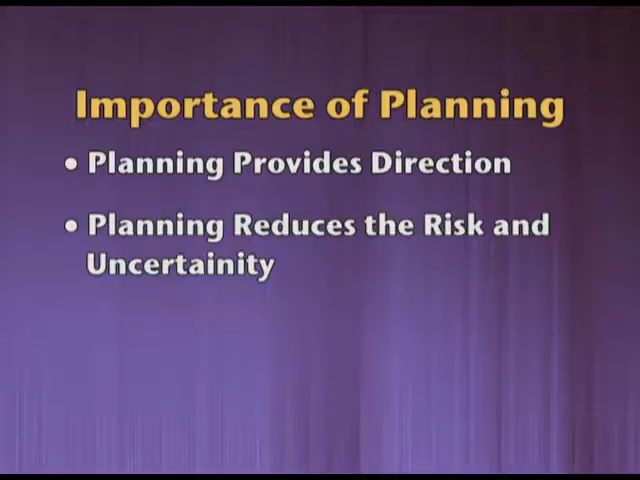 Importance of Planning
• Planning Provides Direction
• Planning Reduces the Risk and
Uncertainity